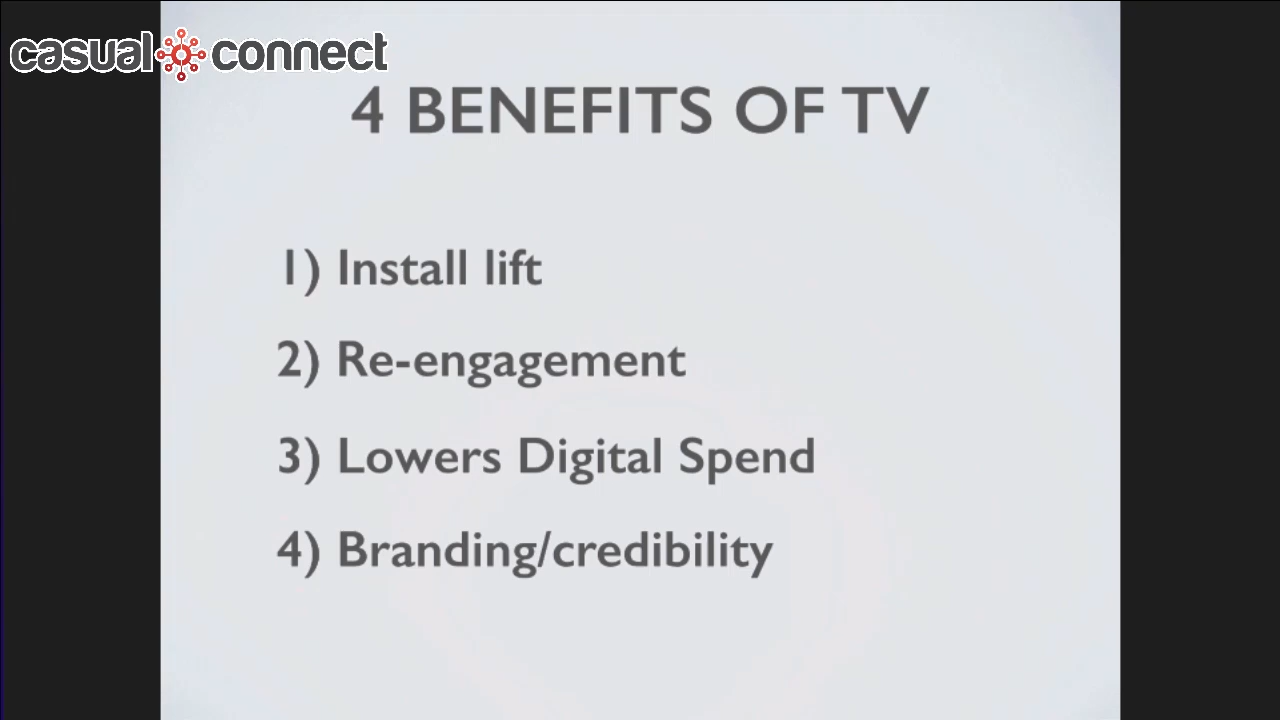 casual connect
4 BENEFITS OF TV
1) Install lift
2) Re-engagement
3) Lowers Digital Spend
4) Branding/credibility